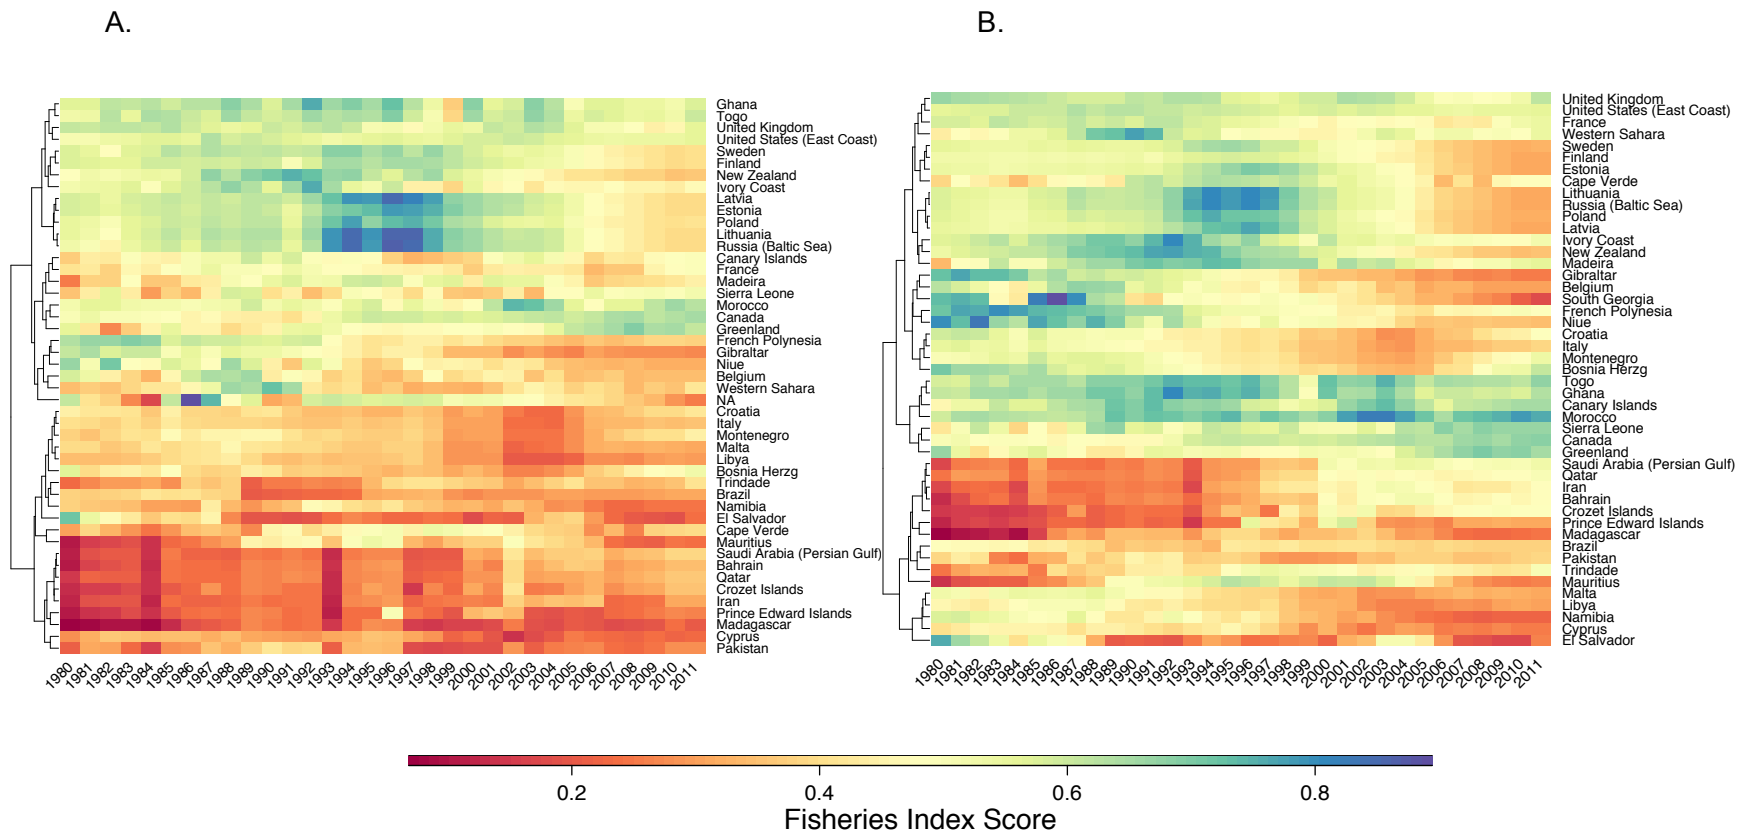 A.
B.
Ghana
Togo
United Kingdom
United States (East Coast)
Sweden
Finland
New Zealand
Ivory Coast
Latvia
Estonia
Poland
Lithuania
Russia (Baltic Sea)
Canary Islands
France
Madeira
Sierra Leone
Morocco
Canada
Greenland
French Polynesia
Gibraltar
Niue
Belgium
Western Sahara
NA
Croatia
Italy
Montenegro
Malta
Libya
Bosnia Herzg
Trindade
Brazil
Namibia
El Salvador
Cape Verde
Mauritius
Saudi Arabia (Persian Gulf)
Bahrain
Qatar
Crozet Islands
Iran
Prince Edward Islands
Madagascar
Cyprus
Pakistan
1980 1981 1982 1983 1984 1985 1986 1987 1988 1989 1990 1991 1992 1993 1994 1995 1996 1997 1998 1999 2000 2001 2002 2003 2004 2005 2006 2007 2008 2009 2010 2011
United Kingdom
United States (East Coast)
France
Western Sahara
Sweden
Finland
Estonia
Cape Verde
Lithuania
Russia (Baltic Sea)
Poland
Latvia
Ivory Coast
New Zealand
Madeira
Gibraltar
Belgium
South Georgia
French Polynesia
Niue
Croatia
Italy
Montenegro
Bosnia Herzg
Togo
Ghana
Canary Islands
Morocco
Sierra Leone
Canada
Greenland
Saudi Arabia (Persian Gulf)
Qatar
Iran
Bahrain
Crozet Islands
Prince Edward Islands
Madagascar
Brazil
Pakistan
Trindade
Mauritius
Malta
Libya
Namibia
Cyprus
El Salvador
1980 1981 1982 1983 1984 1985 1986 1987 1988 1989 1990 1991 1992 1993 1994 1995 1996 1997 1998 1999 2000 2001 2002 2003 2004 2005 2006 2007 2008 2009 2010 2011
0.2 0.4 0.6 0.8
Fisheries Index Score